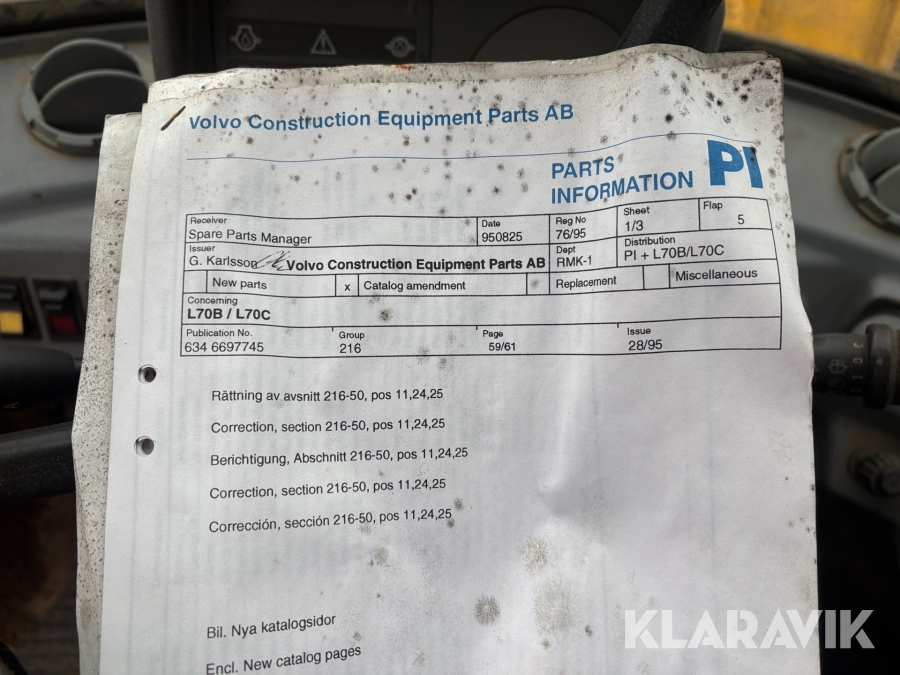 Volvo Construction Equipment Parts AB
PARTS
INFORMATION PI
Receiver Date Reg No Sheet Flap
Spare Parts Manager 950825 76/95 1/3 5
Issuer Dept Distribution
G. Karlsson Volvo Construction Equipment Parts AB RMK-1 PI + L70B/L70C
New parts x Catalog amendment Replacement Miscellaneous
Concerning
L70B / L70C
Publication No. Group Page Issue
634 6697745 216 59/61 28/95
Rättning av avsnitt 216-50, pos 11,24,25
Correction, section 216-50, pos 11,24,25
Berichtigung, Abschnitt 216-50, pos 11,24,25
Correction, section 216-50, pos 11,24,25
Corrección, sección 216-50, pos 11,24,25
Bil. Nya katalogsidor
Encl. New catalog pages
KLARAVIK